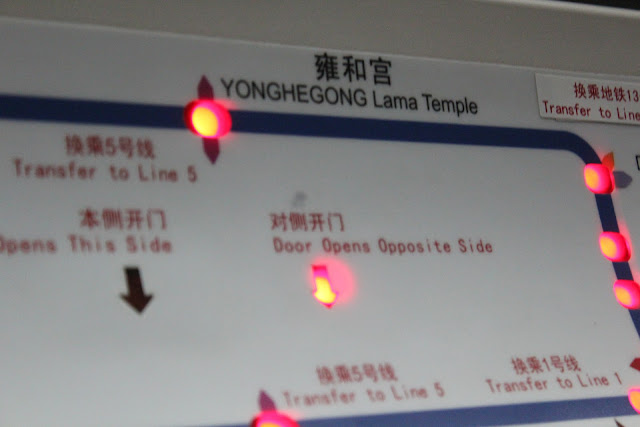 雍和宫
YONGHEGONG Lama Temple
换乘地铁13
Transfer to Line
换乘5号线
Transfer to Line 5
本侧开门
Opens This Side
对侧开门
Door Opens Opposite Side
换乘5号线
Transfer to Line 5
换乘1号线
Transfer to Line 1